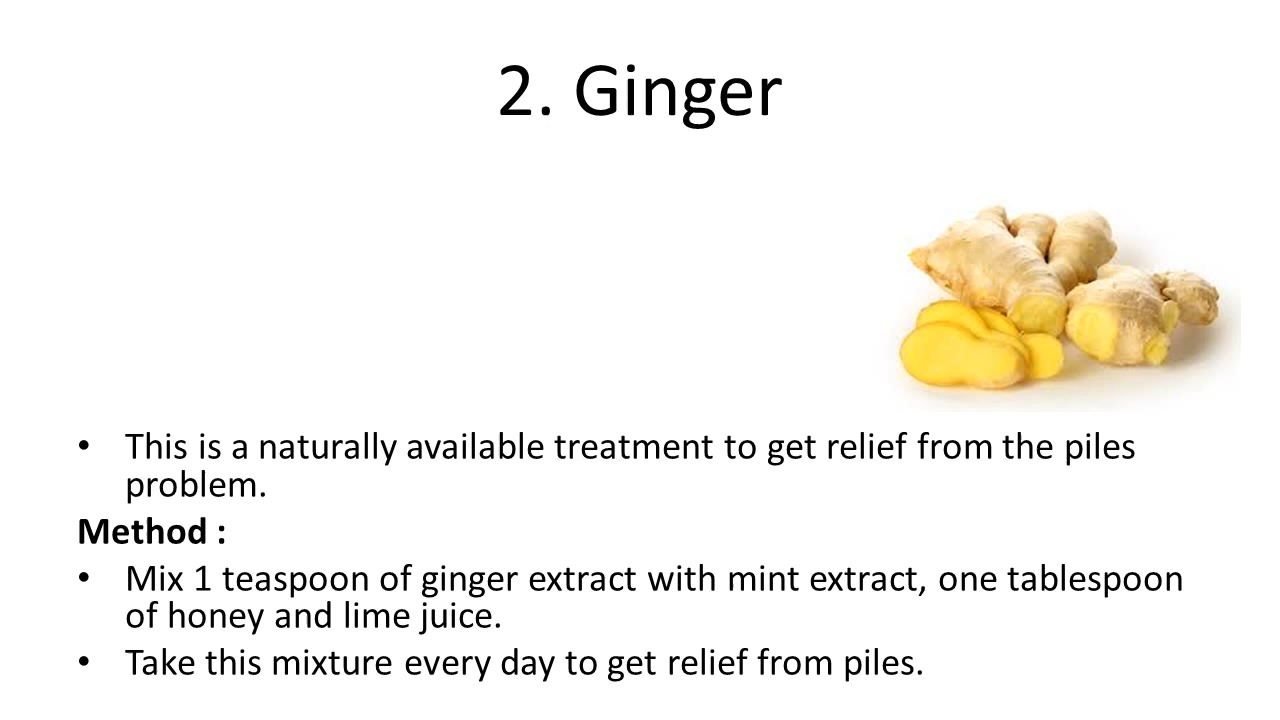 2. Ginger
• This is a naturally available treatment to get relief from the piles
problem.
Method :
• Mix 1 teaspoon of ginger extract with mint extract, one tablespoon
of honey and lime juice.
• Take this mixture every day to get relief from piles.